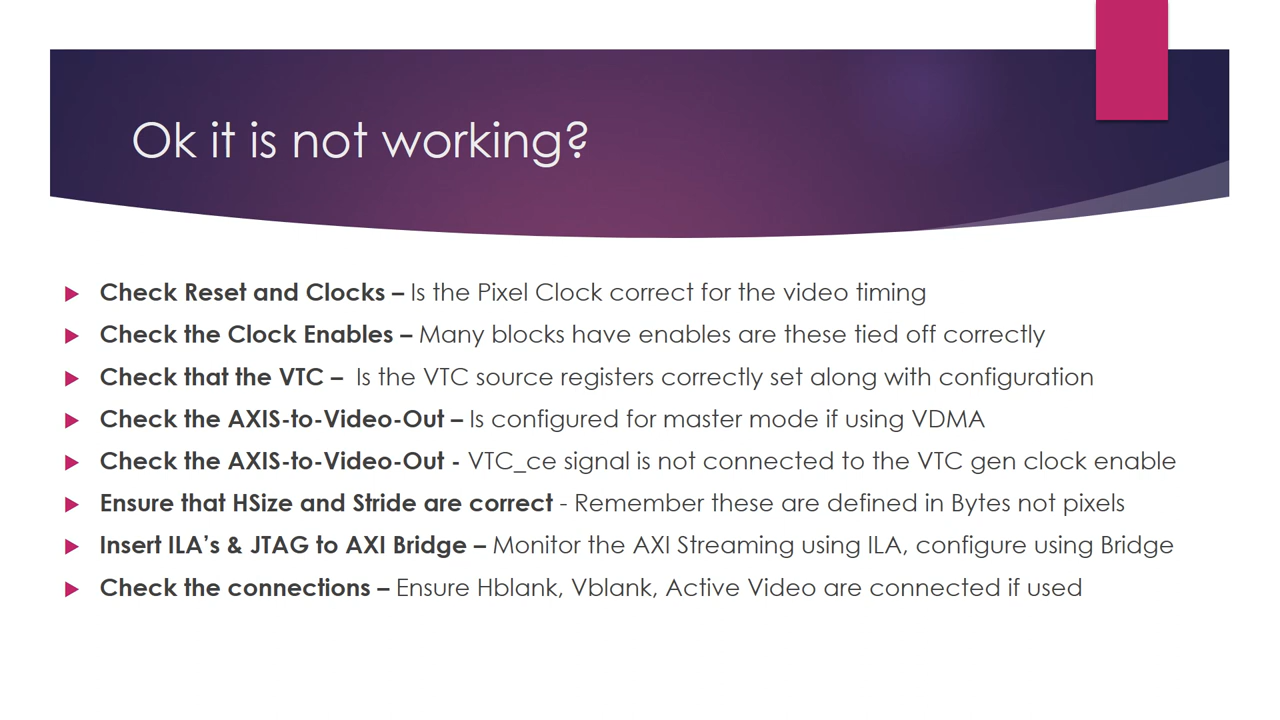 Ok it is not working?
Check Reset and Clocks – Is the Pixel Clock correct for the video timing
Check the Clock Enables – Many blocks have enables are these tied off correctly
Check that the VTC – Is the VTC source registers correctly set along with configuration
Check the AXIS-to-Video-Out – Is configured for master mode if using VDMA
Check the AXIS-to-Video-Out - VTC_ce signal is not connected to the VTC gen clock enable
Ensure that HSize and Stride are correct - Remember these are defined in Bytes not pixels
Insert ILA’s & JTAG to AXI Bridge – Monitor the AXI Streaming using ILA, configure using Bridge
Check the connections – Ensure Hblank, Vblank, Active Video are connected if used